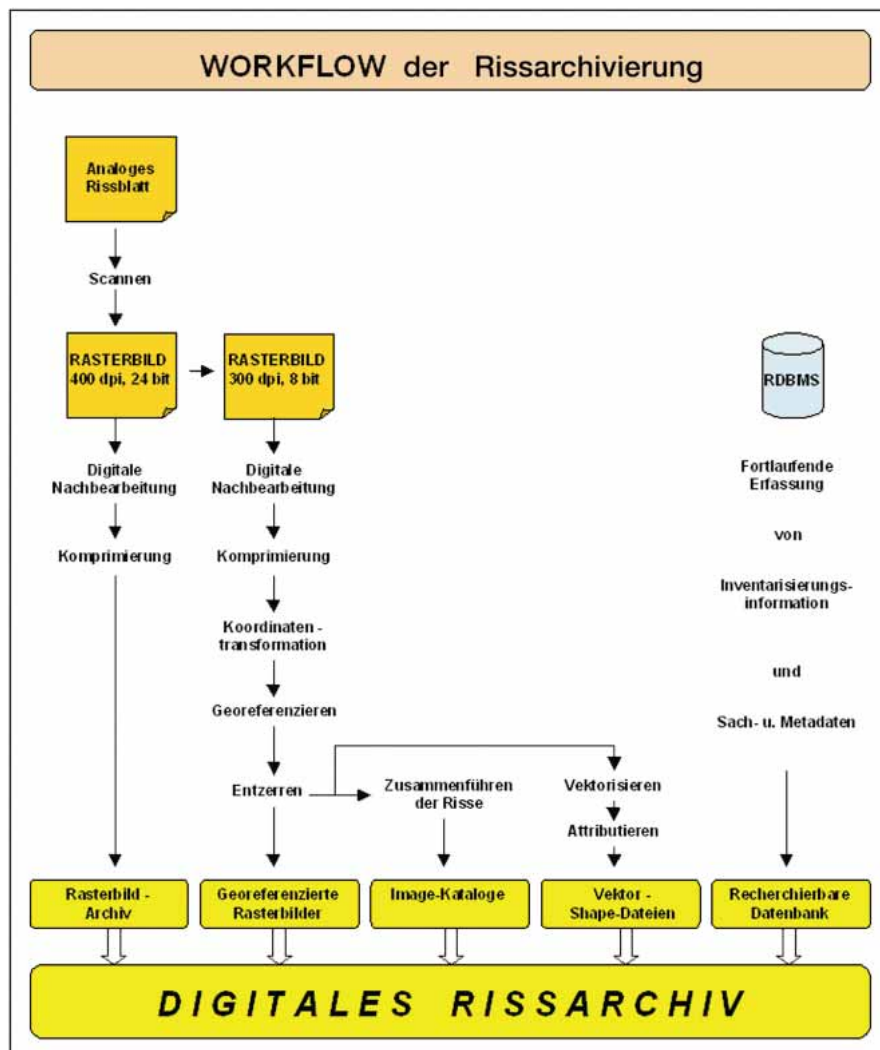 WORKFLOW der Rissarchivierung
Analoges
Rissblatt
Scannen
RASTERBILD
400 dpi, 24 bit
RASTERBILD
300 dpi, 8 bit
RDBMS
Digitale
Nachbearbeitung
Digitale
Nachbearbeitung
Fortlaufende
Erfassung
von
Komprimierung
Komprimierung
Inventarisierungs-
information
Koordinaten -
transformation
und
Georeferenzieren
Sach- u. Metadaten
Entzerren
Zusammenführen
der Risse
Vektorisieren
Attributieren
Rasterbild -
Archiv
Georeferenzierte
Rasterbilder
Image-Kataloge
Vektor -
Shape-Dateien
Recherchierbare
Datenbank
DIGITALES RISSARCHIV